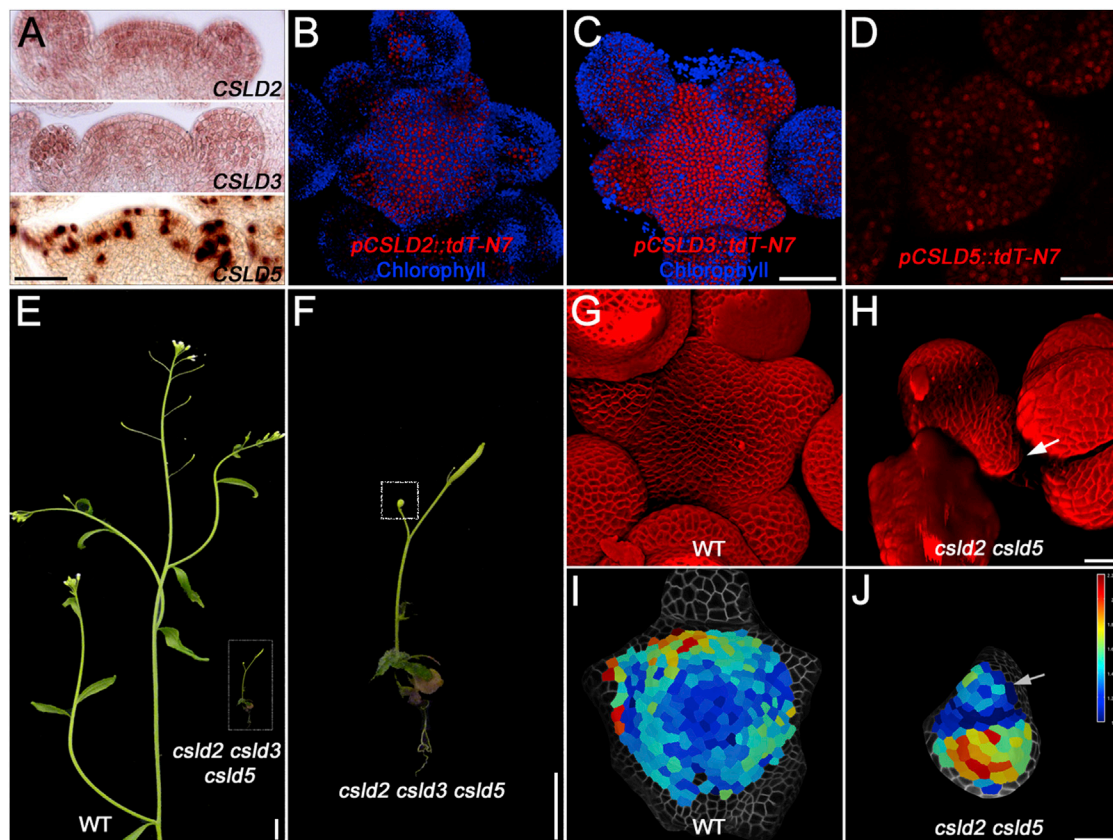 A
CSLD2
CSLD3
CSLD5
B
pCSLD2::tdT-N7
Chlorophyll
C
pCSLD3::tdT-N7
Chlorophyll
D
pCSLD5::tdT-N7
E
csld2 csld3
csld5
WT
F
csld2 csld3 csld5
G
WT
H
csld2 csld5
I
WT
J
csld2 csld5